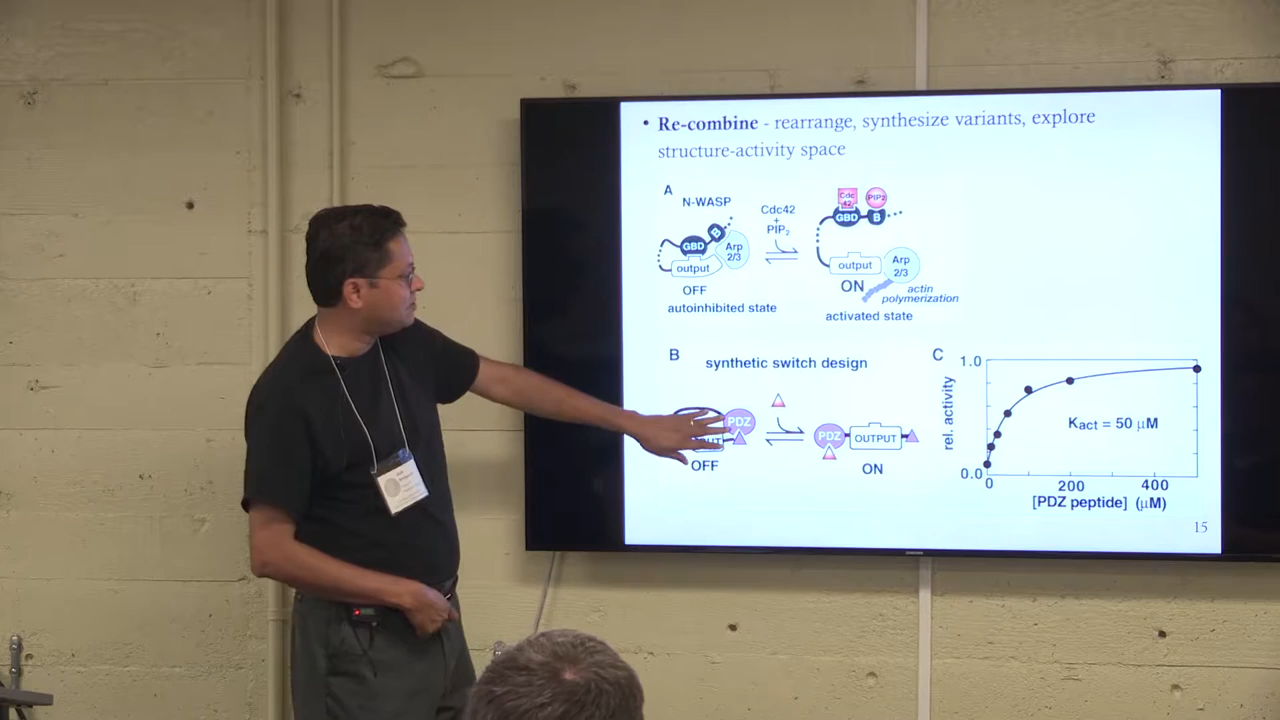 • Re-combine - rearrange, synthesize variants, explore
structure-activity space
A
N-WASP
Cdc42
+
PIP2
B
GBD
Arp
2/3
output
OFF
autoinhibited state
Cdc
42
PIP2
GBD
B
output
Arp
2/3
ON
actin
polymerization
activated state
B
synthetic switch design
PDZ
OFF
PDZ
OUTPUT
ON
C
1.0
rel. activity
Kact = 50 µM
0.0
0
200
400
[PDZ peptide] (µM)
15
SAMSUNG